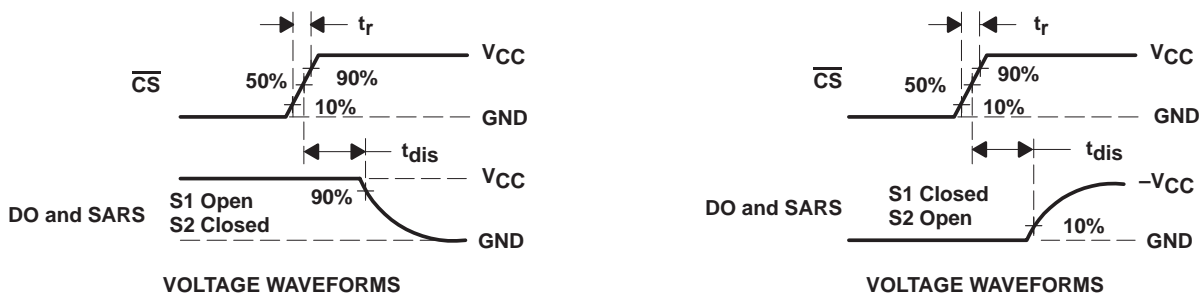 tr
VCC
CS
50%
90%
10%
GND
tdis
VCC
S1 Open
90%
DO and SARS
S2 Closed
GND
VOLTAGE WAVEFORMS
tr
VCC
CS
50%
90%
10%
GND
tdis
–VCC
S1 Closed
DO and SARS
S2 Open
10%
GND
VOLTAGE WAVEFORMS